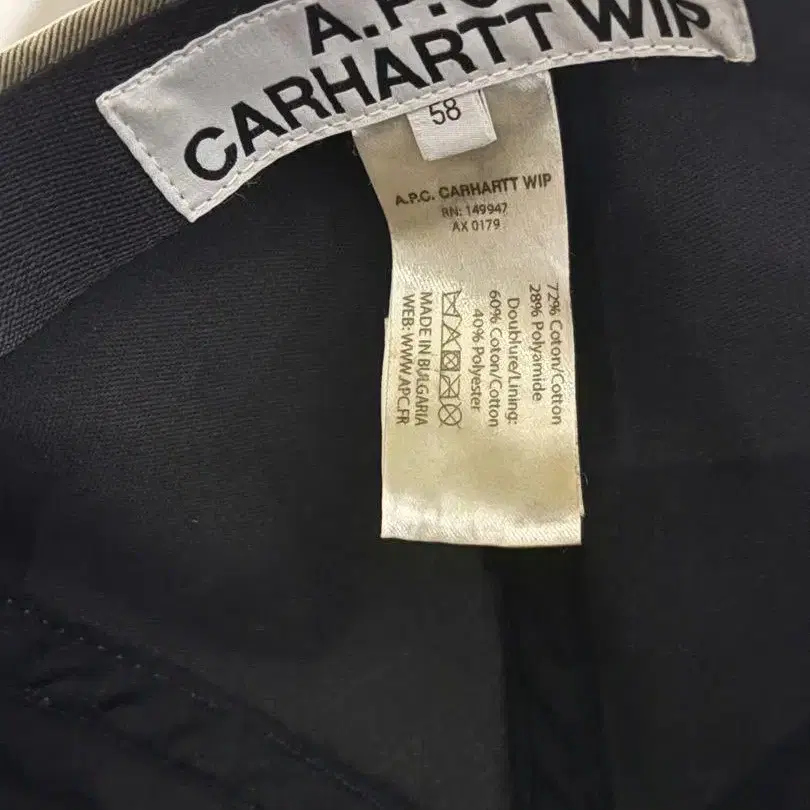 A.P.C.
CARHARTT WIP
58
A.P.C. CARHARTT WIP
RN: 149947
AX 0179
72% Coton/Cotton
28% Polyamide
Doublure/Lining:
60% Coton/Cotton
40% Polyester
MADE IN BULGARIA
WEB: WWW.APC.FR